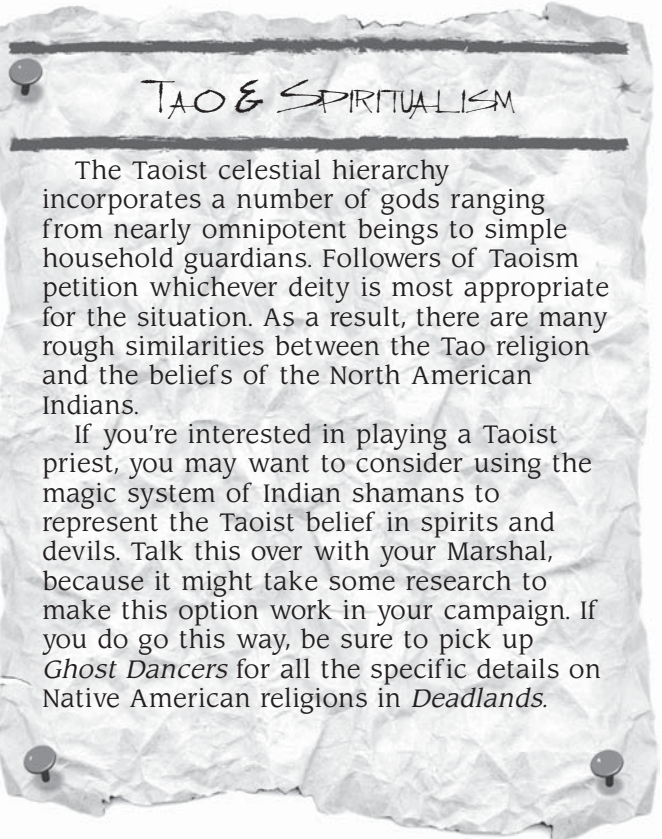 TAO & SPIRITUALISM
The Taoist celestial hierarchy
incorporates a number of gods ranging
from nearly omnipotent beings to simple
household guardians. Followers of Taoism
petition whichever deity is most appropriate
for the situation. As a result, there are many
rough similarities between the Tao religion
and the beliefs of the North American
Indians.
If you're interested in playing a Taoist
priest, you may want to consider using the
magic system of Indian shamans to
represent the Taoist belief in spirits and
devils. Talk this over with your Marshal,
because it might take some research to
make this option work in your campaign. If
you do go this way, be sure to pick up
Ghost Dancers for all the specific details on
Native American religions in Deadlands.